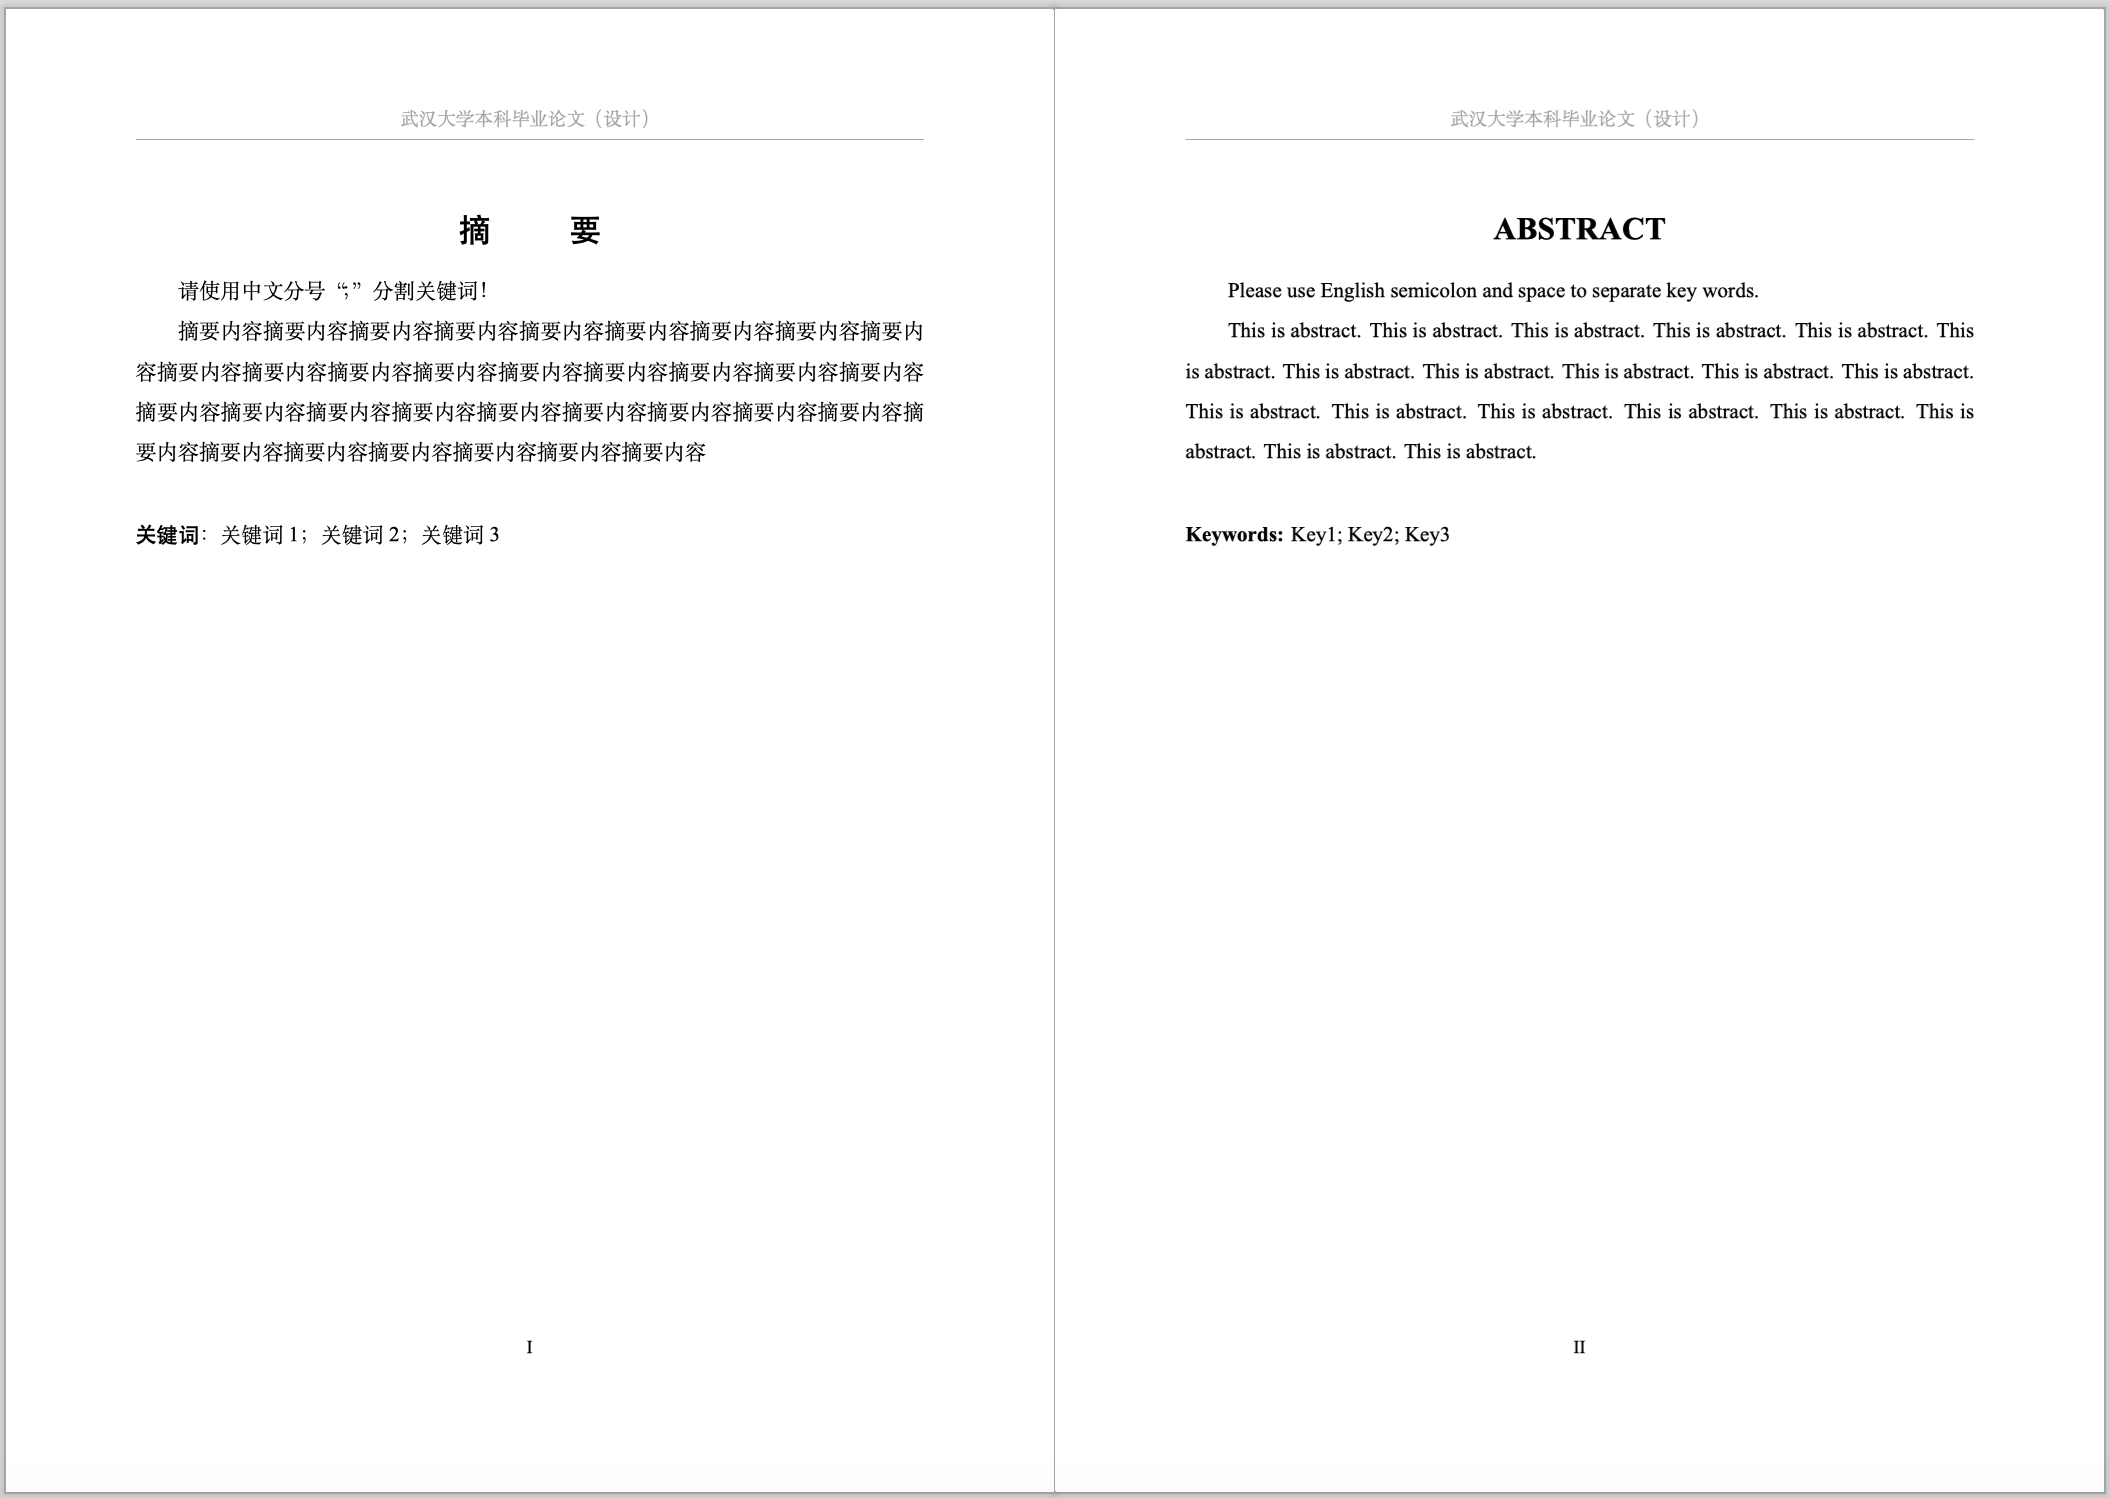 武汉大学本科毕业论文（设计）
摘 要
请使用中文分号“；”分割关键词！
摘要内容摘要内容摘要内容摘要内容摘要内容摘要内容摘要内容摘要内容摘要内
容摘要内容摘要内容摘要内容摘要内容摘要内容摘要内容摘要内容摘要内容摘要内容
摘要内容摘要内容摘要内容摘要内容摘要内容摘要内容摘要内容摘要内容摘要内容摘
要内容摘要内容摘要内容摘要内容摘要内容摘要内容摘要内容
关键词：关键词 1；关键词 2；关键词 3
I
武汉大学本科毕业论文（设计）
ABSTRACT
Please use English semicolon and space to separate key words.
This is abstract. This is abstract. This is abstract. This is abstract. This is abstract. This
is abstract. This is abstract. This is abstract. This is abstract. This is abstract. This is abstract.
This is abstract. This is abstract. This is abstract. This is abstract. This is abstract. This is
abstract. This is abstract. This is abstract.
Keywords: Key1; Key2; Key3
II